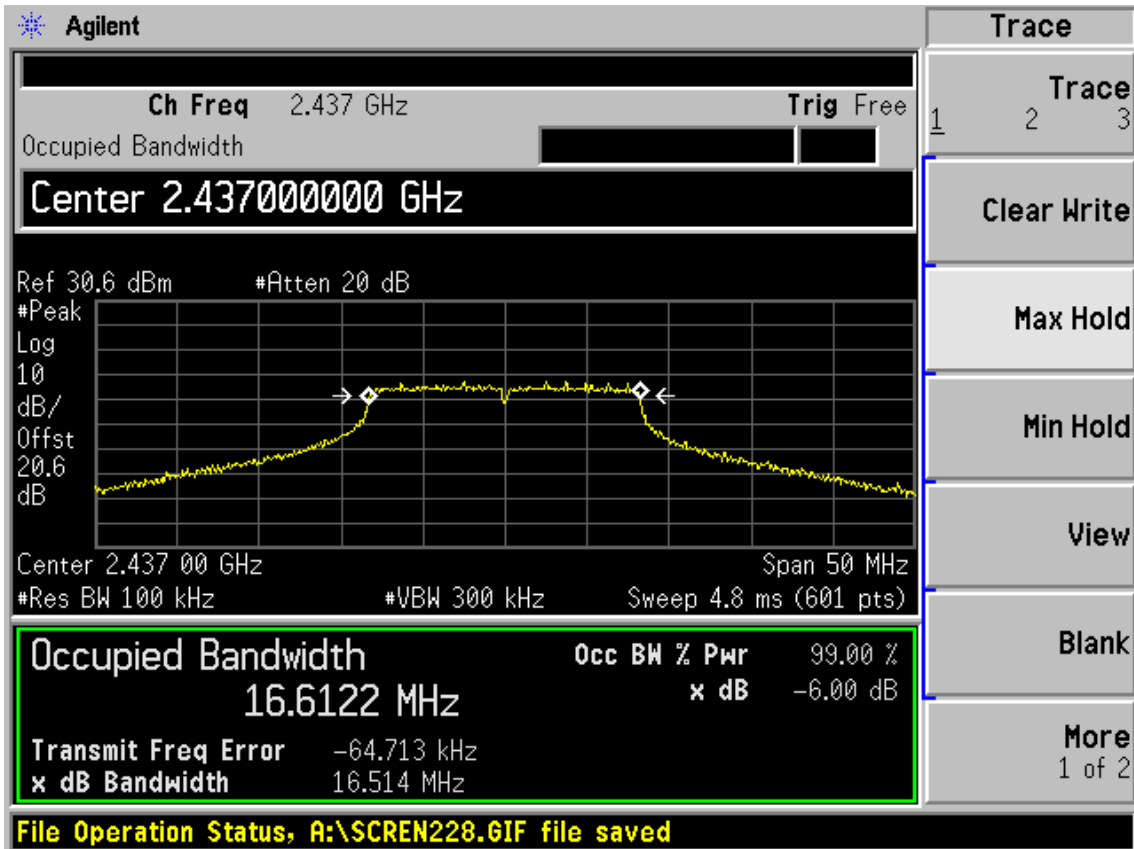 Agilent
Trace
Ch Freq 2.437 GHz Trig Free
Occupied Bandwidth
Center 2.437000000 GHz
Ref 30.6 dBm #Atten 20 dB
#Peak
Log
10
dB/
Offst
20.6
dB
Center 2.437 00 GHz Span 50 MHz
#Res BW 100 kHz #VBW 300 kHz Sweep 4.8 ms (601 pts)
Occupied Bandwidth Occ BW % Pwr 99.00 %
16.6122 MHz x dB -6.00 dB
Transmit Freq Error -64.713 kHz
x dB Bandwidth 16.514 MHz
Trace
1 2 3
Clear Write
Max Hold
Min Hold
View
Blank
More
1 of 2
File Operation Status, A:\SCREN228.GIF file saved